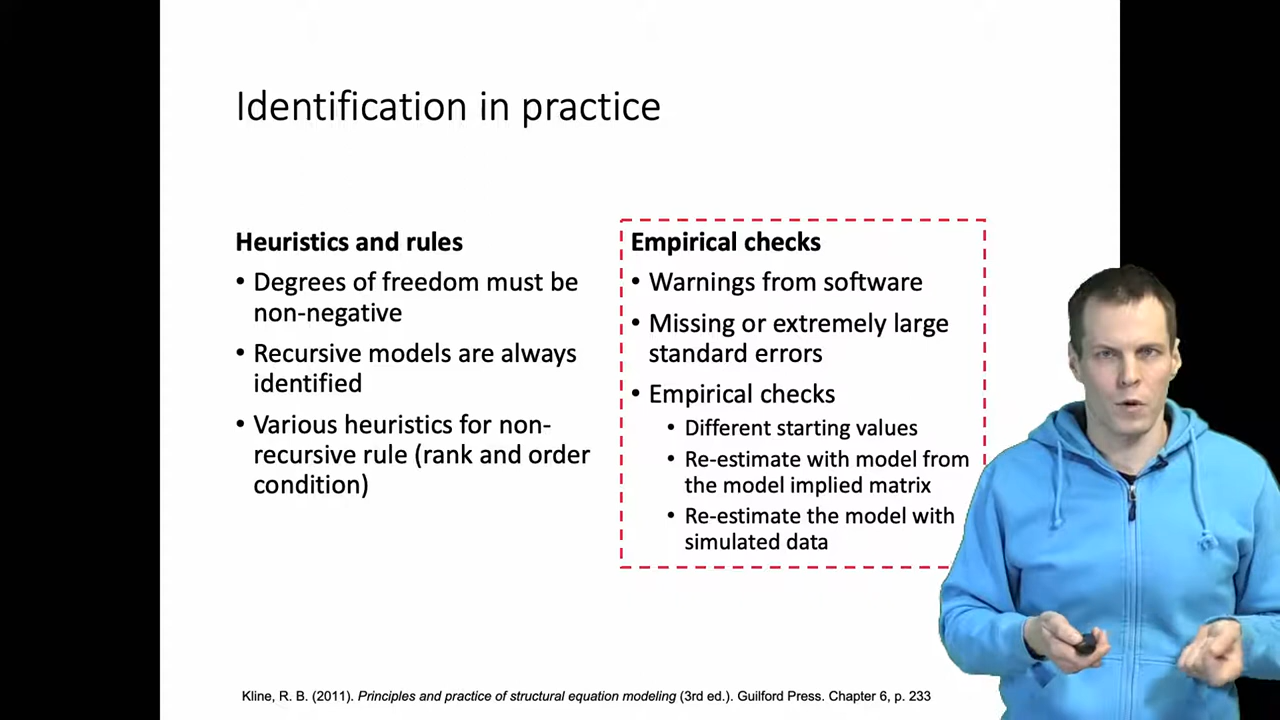 Identification in practice
Heuristics and rules
• Degrees of freedom must be
non-negative
• Recursive models are always
identified
• Various heuristics for non-
recursive rule (rank and order
condition)
Empirical checks
• Warnings from software
• Missing or extremely large
standard errors
• Empirical checks
• Different starting values
• Re-estimate with model from
the model implied matrix
• Re-estimate the model with
simulated data
Kline, R. B. (2011). Principles and practice of structural equation modeling (3rd ed.). Guilford Press. Chapter 6, p. 233